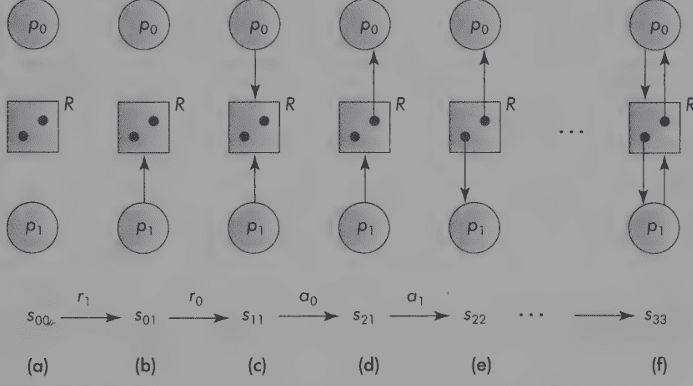 p₀ p₀ p₀ p₀ p₀ p₀
R R R R R ... R
p₁ p₁ p₁ p₁ p₁ p₁
r₁ r₀ a₀ a₁
s₀₀ s₀₁ s₁₁ s₂₁ s₂₂ ... s₃₃
(a) (b) (c) (d) (e) (f)